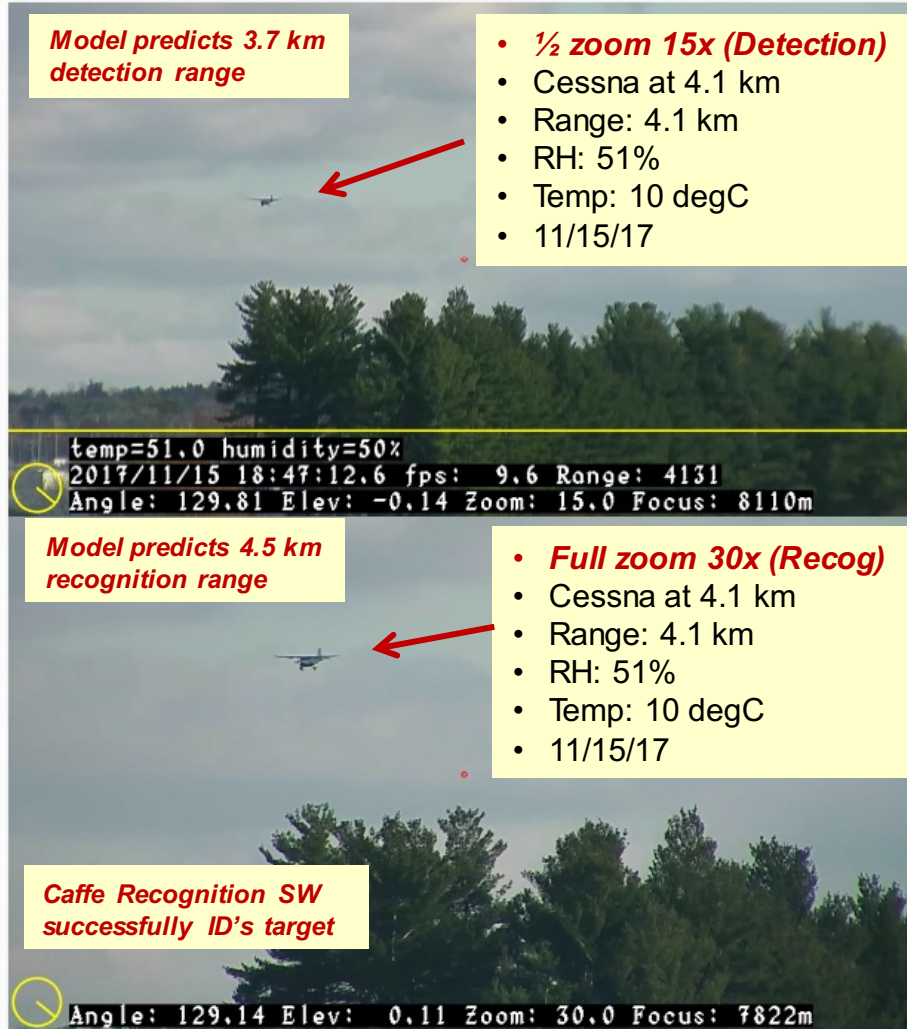 Model predicts 3.7 km
detection range
• ½ zoom 15x (Detection)
• Cessna at 4.1 km
• Range: 4.1 km
• RH: 51%
• Temp: 10 degC
• 11/15/17
temp=51.0 humidity=50%
2017/11/15 18:47:12.6 fps: 9.6 Range: 4131
Angle: 129.81 Elev: -0.14 Zoom: 15.0 Focus: 8110m
Model predicts 4.5 km
recognition range
• Full zoom 30x (Recog)
• Cessna at 4.1 km
• Range: 4.1 km
• RH: 51%
• Temp: 10 degC
• 11/15/17
Caffe Recognition SW
successfully ID's target
Angle: 129.14 Elev: 0.11 Zoom: 30.0 Focus: 7822m